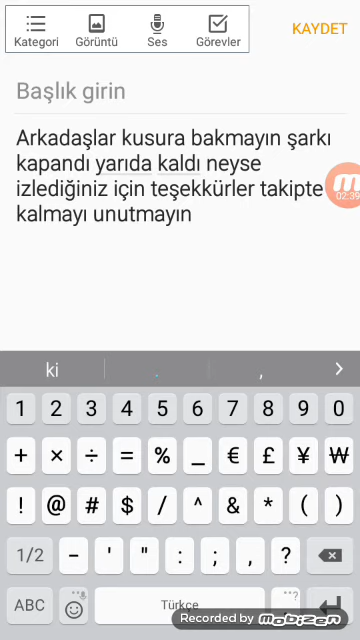 Kategori Görüntü Ses Görevler KAYDET
Başlık girin
Arkadaşlar kusura bakmayın şarkı
kapandı yarıda kaldı neyse
izlediğiniz için teşekkürler takipte
kalmayı unutmayın
02:39
ki . ,
1 2 3 4 5 6 7 8 9 0
+ × ÷ = % _ € £ ¥ ₩
! @ # $ / ^ & * ( )
1/2 - ' " : ; , ?
ABC Türkçe
Recorded by mobizen